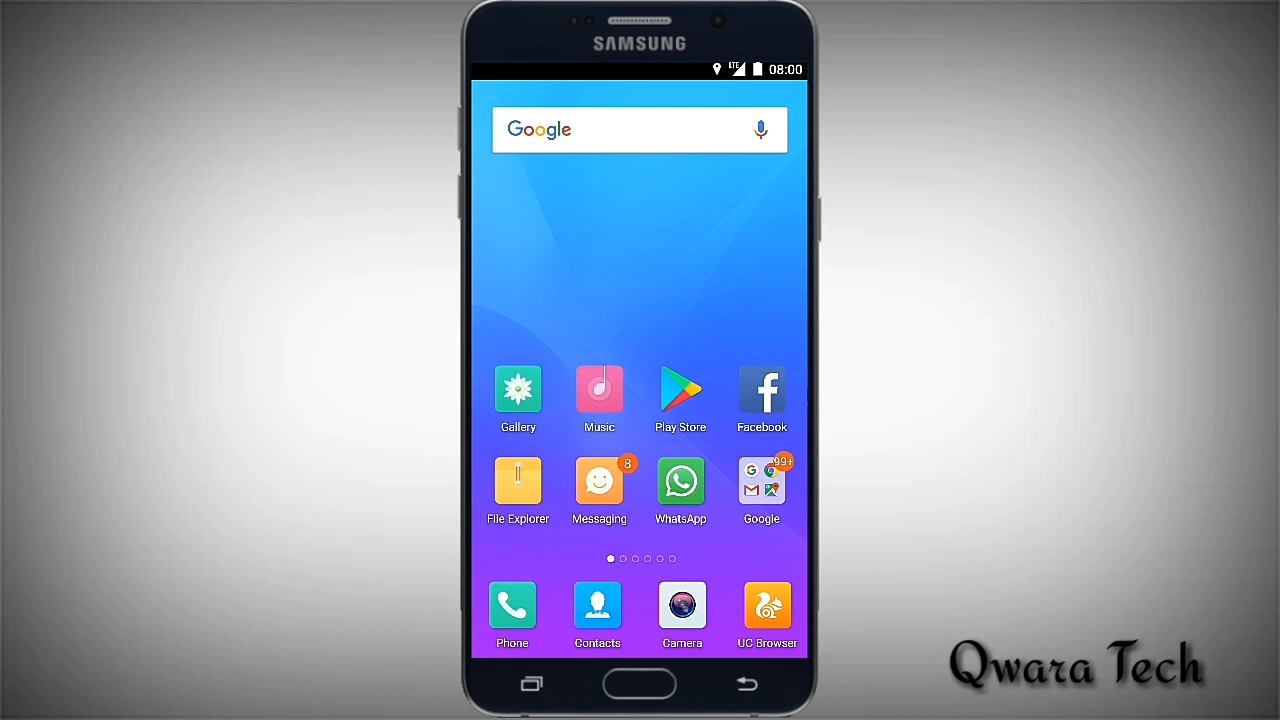 SAMSUNG
LTE 08:00
Google
Gallery Music Play Store Facebook
8 99+
File Explorer Messaging WhatsApp Google
Phone Contacts Camera UC Browser
Qwara Tech